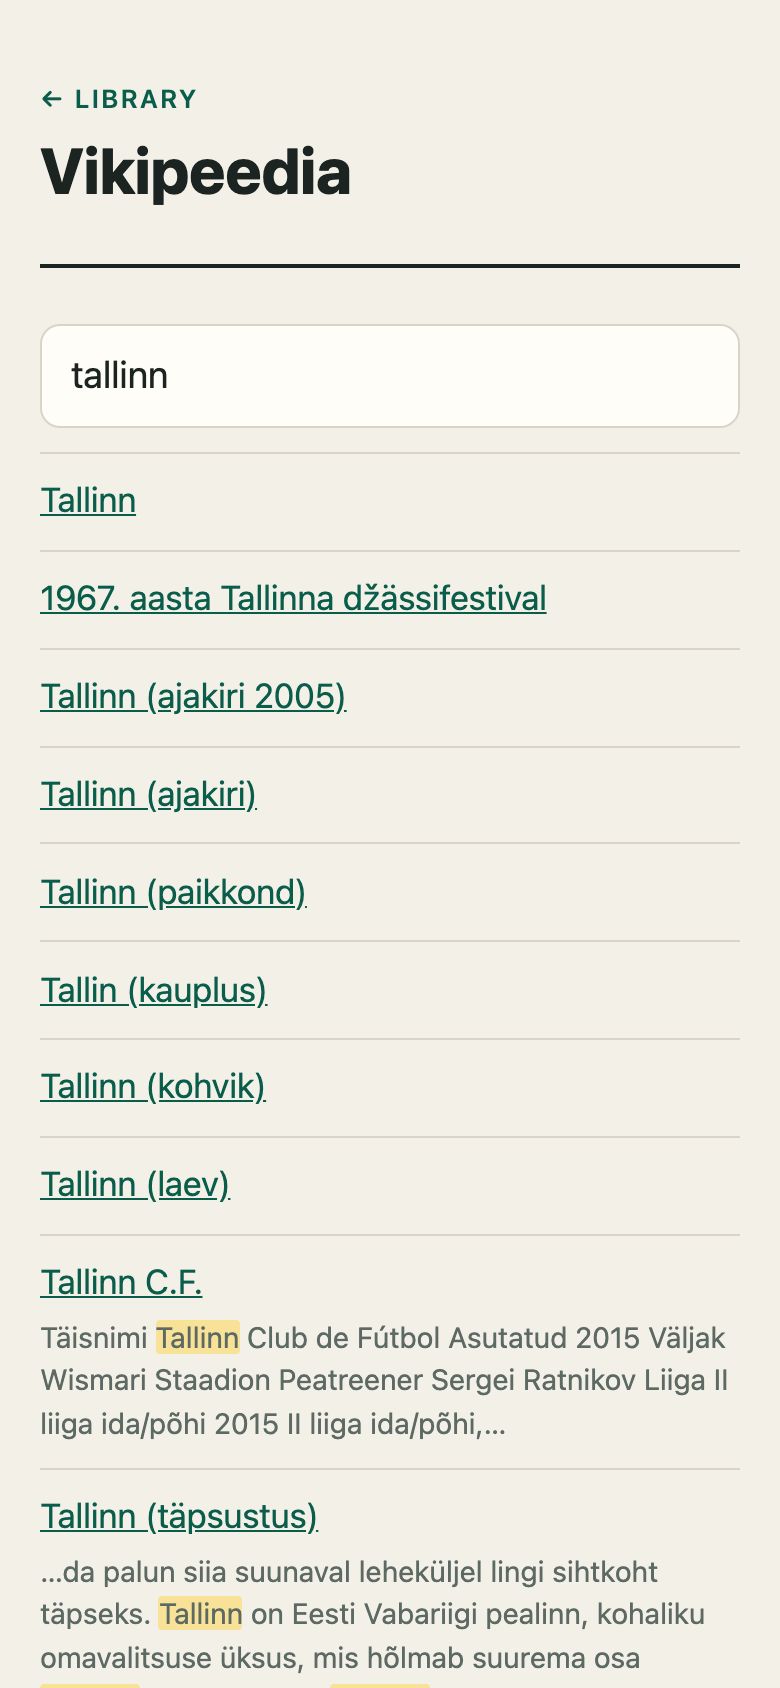 ← LIBRARY
Vikipeedia
tallinn
Tallinn
1967. aasta Tallinna džässifestival
Tallinn (ajakiri 2005)
Tallinn (ajakiri)
Tallinn (paikkond)
Tallin (kauplus)
Tallinn (kohvik)
Tallinn (laev)
Tallinn C.F.
Täisnimi Tallinn Club de Fútbol Asutatud 2015 Väljak
Wismari Staadion Peatreener Sergei Ratnikov Liiga II
liiga ida/põhi 2015 II liiga ida/põhi,...
Tallinn (täpsustus)
...da palun siia suunaval leheküljel lingi sihtkoht
täpseks. Tallinn on Eesti Vabariigi pealinn, kohaliku
omavalitsuse üksus, mis hõlmab suurema osa